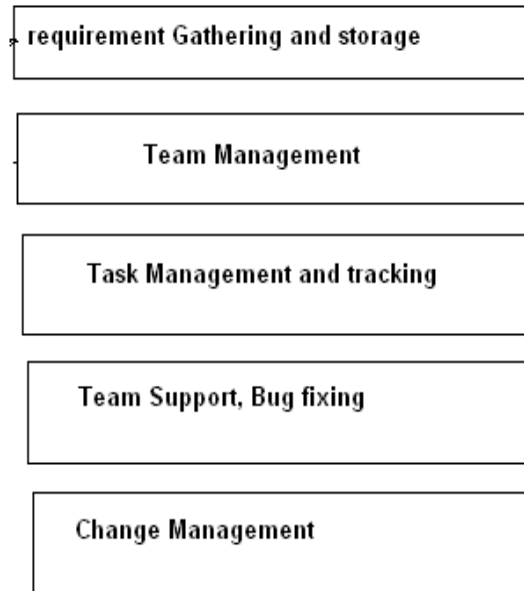 requirement Gathering and storage
Team Management
Task Management and tracking
Team Support, Bug fixing
Change Management